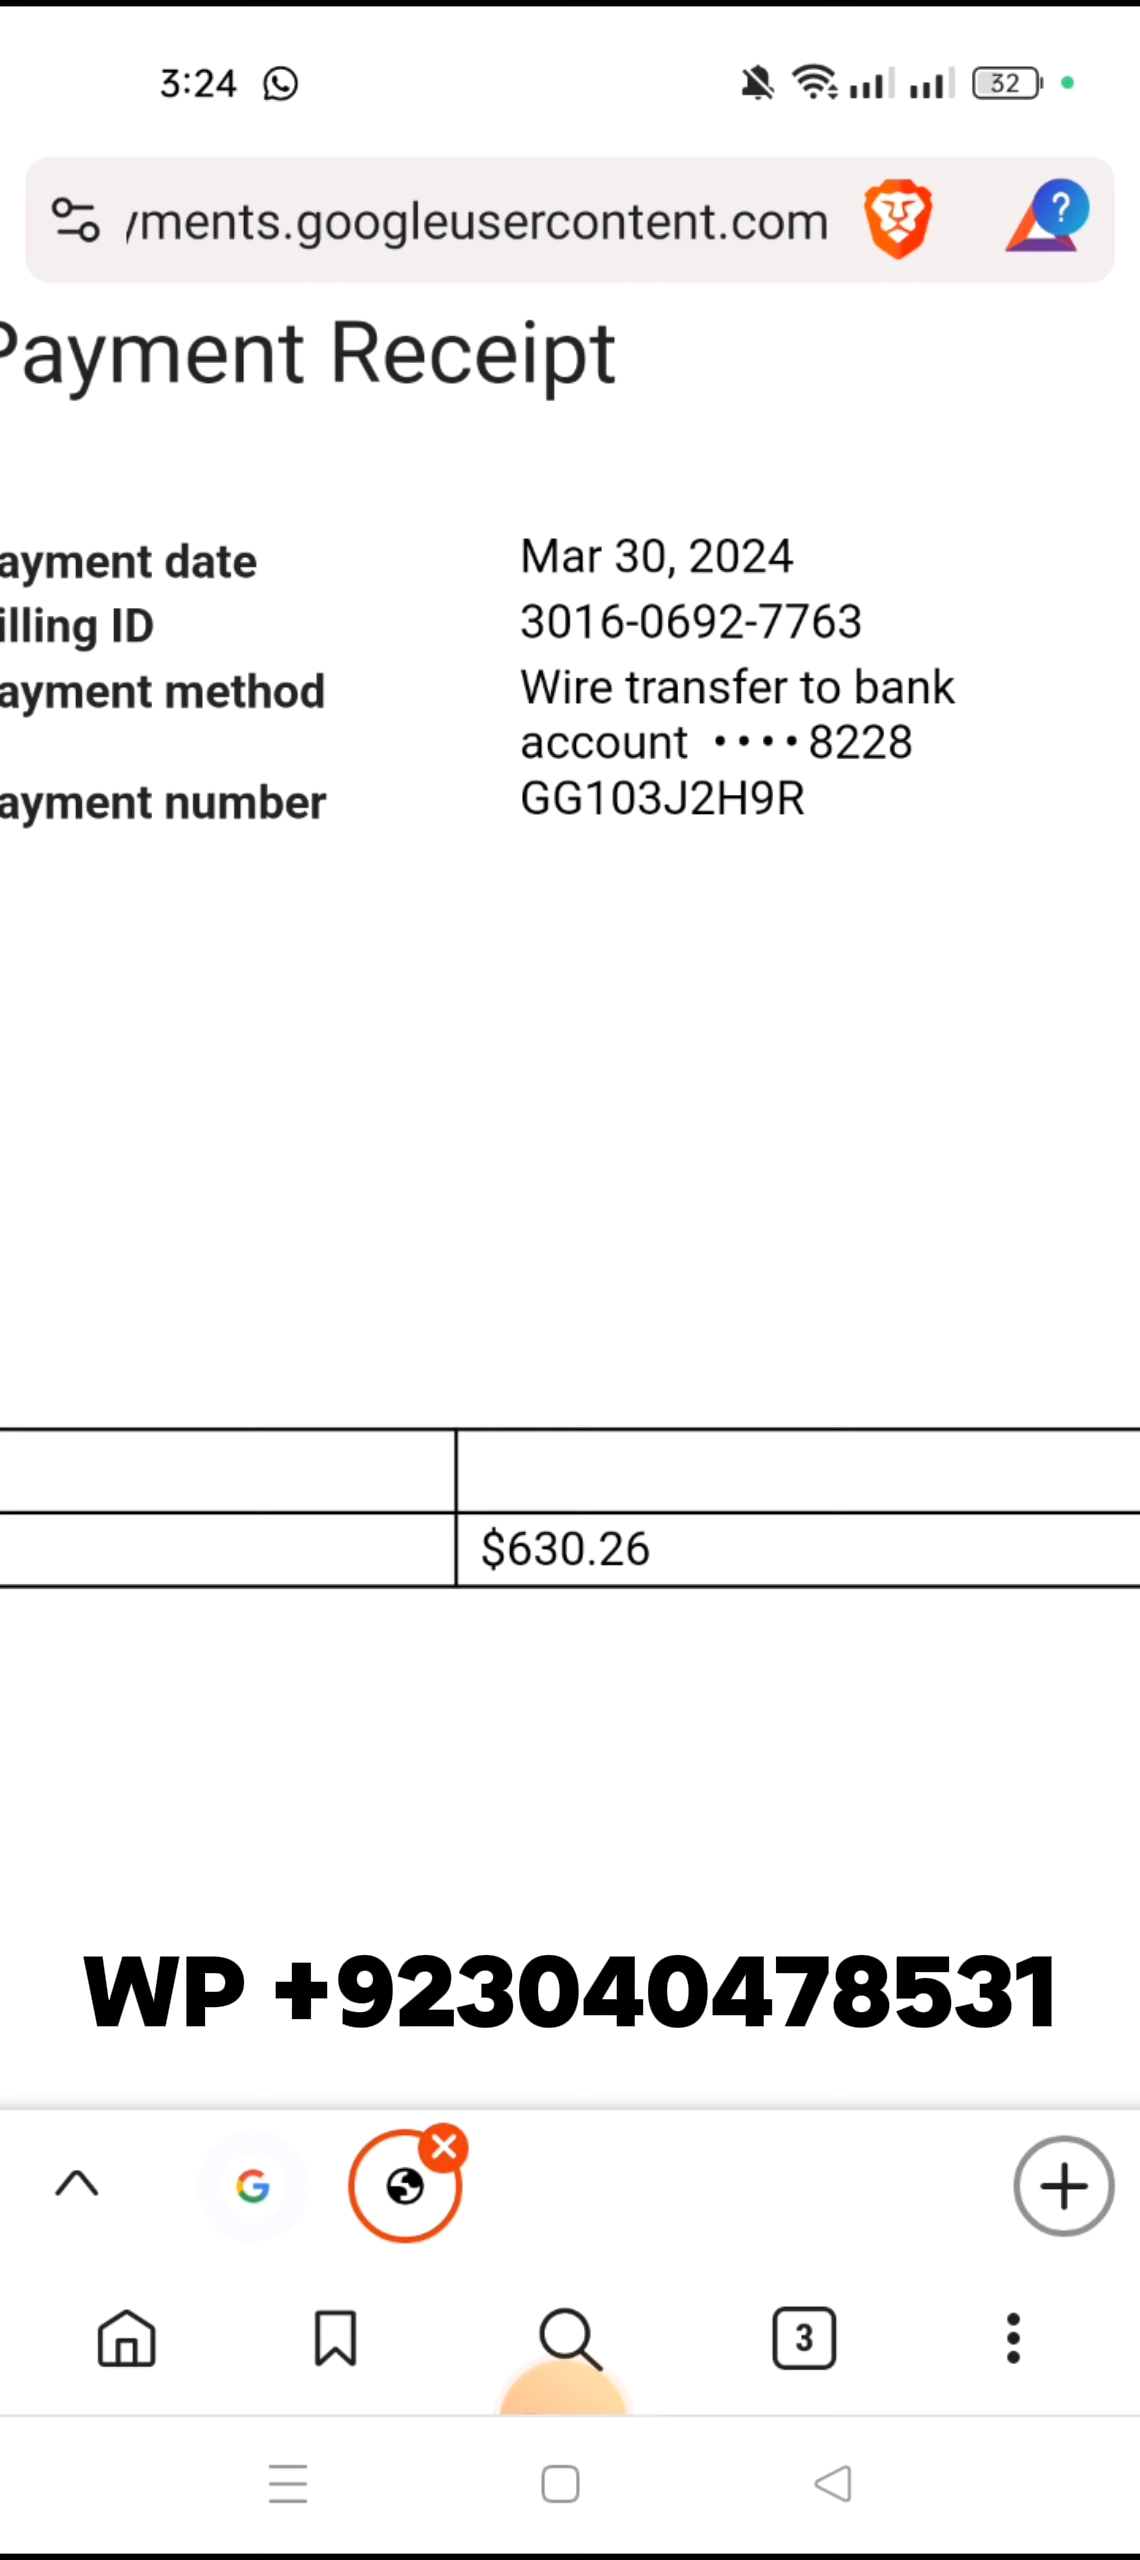 3:24
32
ments.googleusercontent.com
?
Payment Receipt
ayment date Mar 30, 2024
illing ID 3016-0692-7763
ayment method Wire transfer to bank
account ····8228
ayment number GG103J2H9R
$630.26
WP +923040478531
G
3